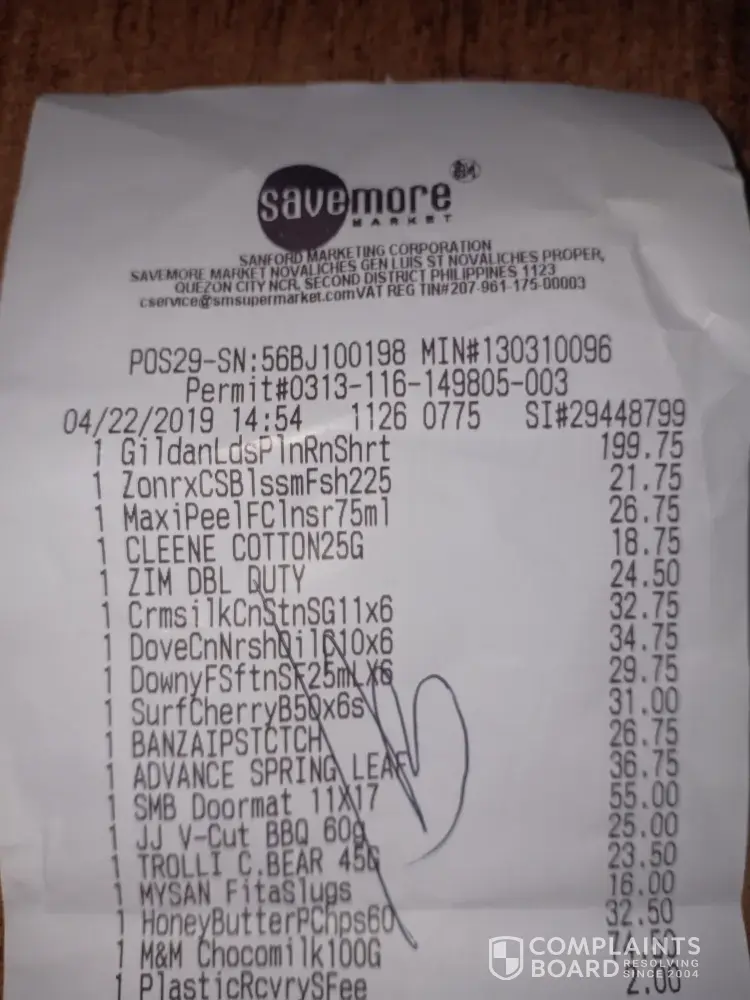 SM
savemore
MARKET
SANFORD MARKETING CORPORATION
SAVEMORE MARKET NOVALICHES GEN LUIS ST NOVALICHES PROPER,
QUEZON CITY NCR, SECOND DISTRICT PHILIPPINES 1123
cservice@smsupermarket.comVAT REG TIN#207-961-175-00003
POS29-SN:56BJ100198 MIN#130310096
Permit#0313-116-149805-003
04/22/2019 14:54 1126 0775 SI#29448799
1 GildanLdsPlnRnShrt 199.75
1 ZonrxCSBlssmFsh225 21.75
1 MaxiPeelFClnsr75ml 26.75
1 CLEENE COTTON25G 18.75
1 ZIM DBL DUTY 24.50
1 CrmsilkCnStnSG11x6 32.75
1 DoveCnNrshOilG10x6 34.75
1 DownyFSftnSF25mLX6 29.75
1 SurfCherryB50x6s 31.00
1 BANZAIPSTCTCH 26.75
1 ADVANCE SPRING LEAF 36.75
1 SMB Doormat 11X17 55.00
1 JJ V-Cut BBQ 60g 25.00
1 TROLLI C.BEAR 45G 23.50
1 MYSAN FitaSlugs 16.00
1 HoneyButterPChps60 32.50
1 M&M Chocomilk100G
1 PlasticRcvrySFee 2.00
COMPLAINTS
BOARD RESOLVING SINCE 2004